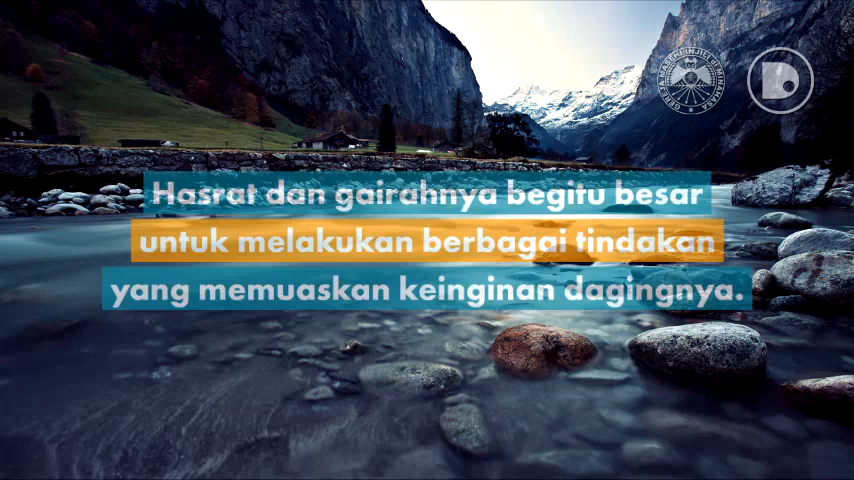 Hasrat dan gairahnya begitu besar
untuk melakukan berbagai tindakan
yang memuaskan keinginan dagingnya.